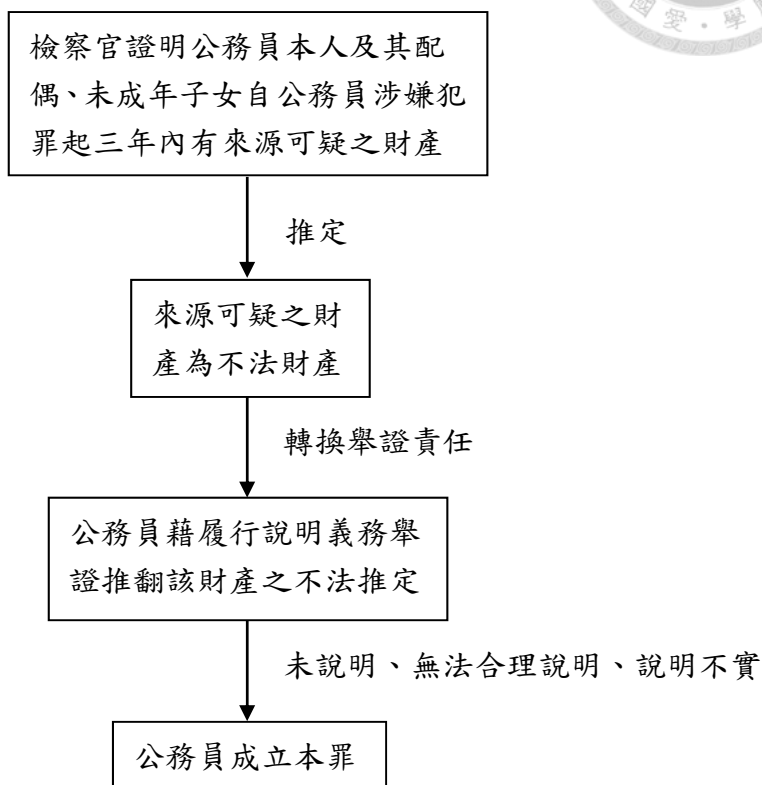 國愛・學
檢察官證明公務員本人及其配
偶、未成年子女自公務員涉嫌犯
罪起三年內有來源可疑之財產
推定
來源可疑之財
產為不法財產
轉換舉證責任
公務員藉履行說明義務舉
證推翻該財產之不法推定
未說明、無法合理說明、說明不實
公務員成立本罪